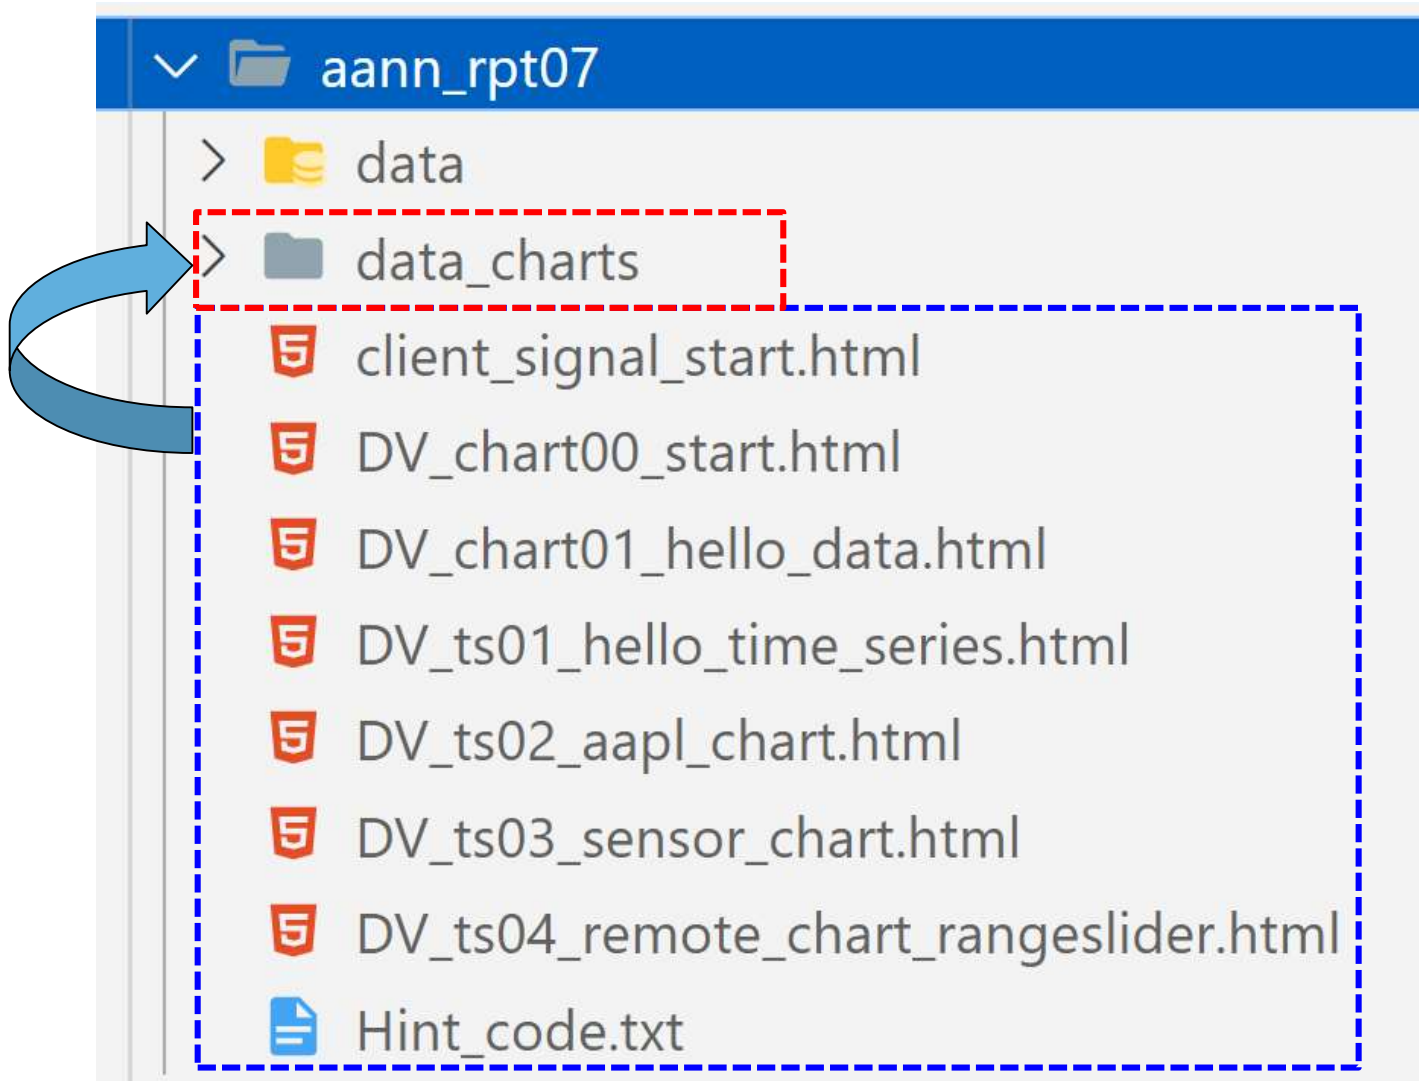 aann_rpt07
data
data_charts
client_signal_start.html
DV_chart00_start.html
DV_chart01_hello_data.html
DV_ts01_hello_time_series.html
DV_ts02_aapl_chart.html
DV_ts03_sensor_chart.html
DV_ts04_remote_chart_rangeslider.html
Hint_code.txt